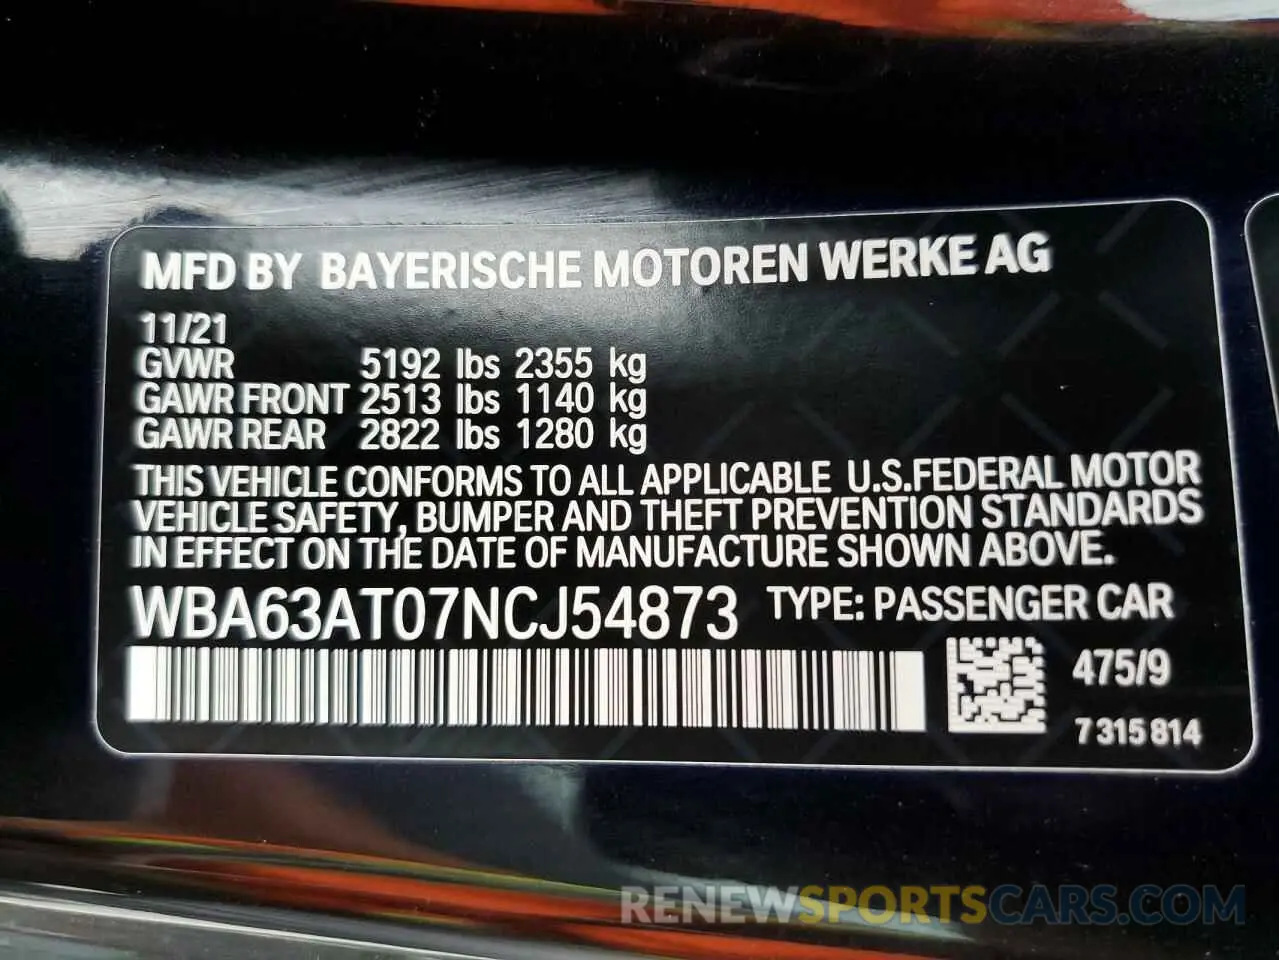 MFD BY BAYERISCHE MOTOREN WERKE AG
11/21
GVWR 5192 lbs 2355 kg
GAWR FRONT 2513 lbs 1140 kg
GAWR REAR 2822 lbs 1280 kg
THIS VEHICLE CONFORMS TO ALL APPLICABLE U.S.FEDERAL MOTOR
VEHICLE SAFETY, BUMPER AND THEFT PREVENTION STANDARDS
IN EFFECT ON THE DATE OF MANUFACTURE SHOWN ABOVE.
WBA63AT07NCJ54873 TYPE: PASSENGER CAR
475/9
7 315 814
RENEWSPORTSCARS.COM